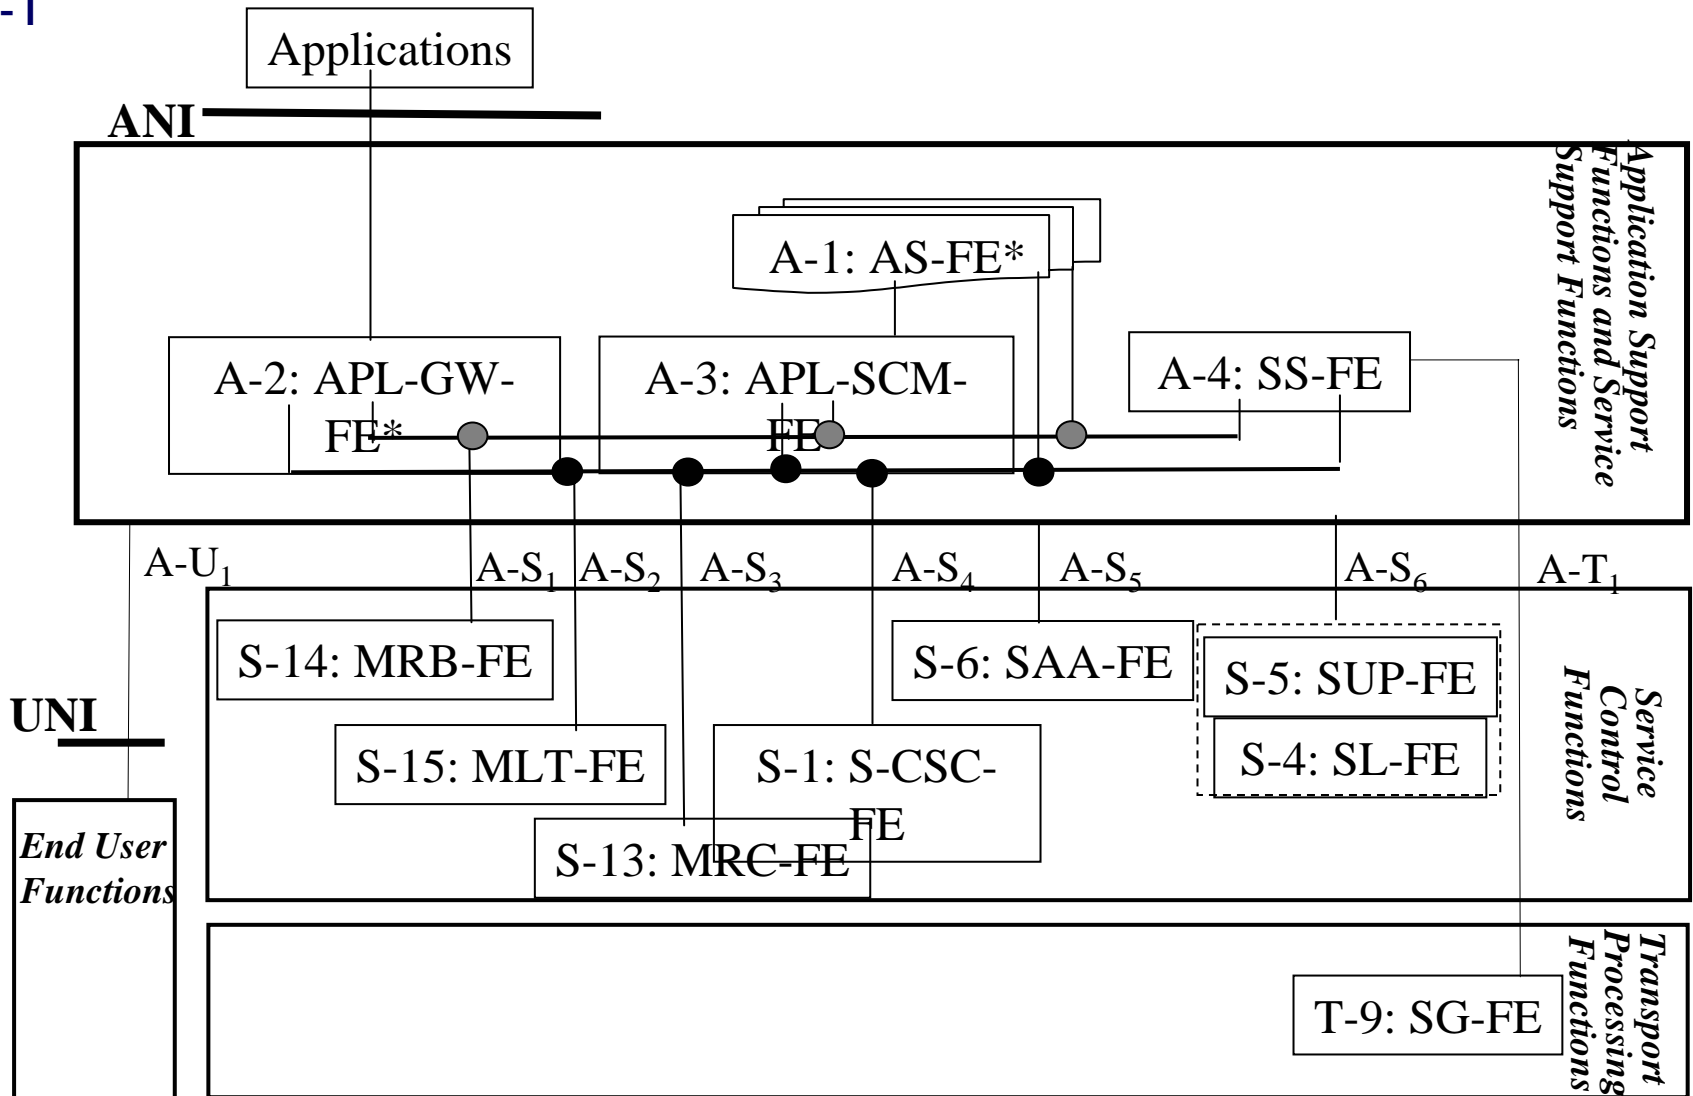 -T
Applications
ANI
Application Support
Functions and Service
Support Functions
A-1: AS-FE*
A-2: APL-GW-
FE*
A-3: APL-SCM-
FE
A-4: SS-FE
A-U1
A-S1
A-S2
A-S3
A-S4
A-S5
A-S6
A-T1
S-14: MRB-FE
S-6: SAA-FE
S-5: SUP-FE
S-4: SL-FE
Service
Control
Functions
UNI
S-15: MLT-FE
S-1: S-CSC-
FE
S-13: MRC-FE
End User
Functions
T-9: SG-FE
Transport
Processing
Functions